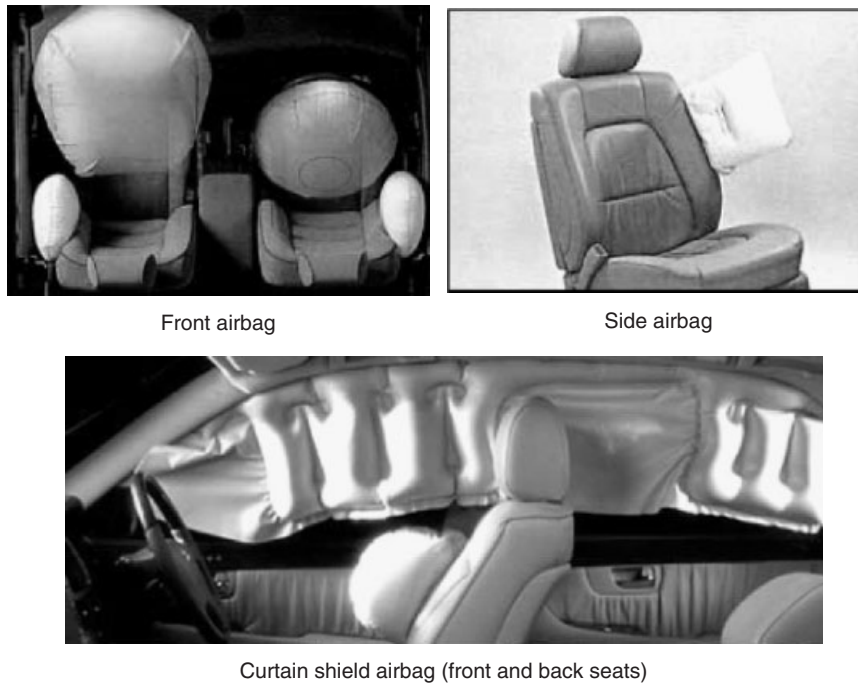 Front airbag
Side airbag
Curtain shield airbag (front and back seats)